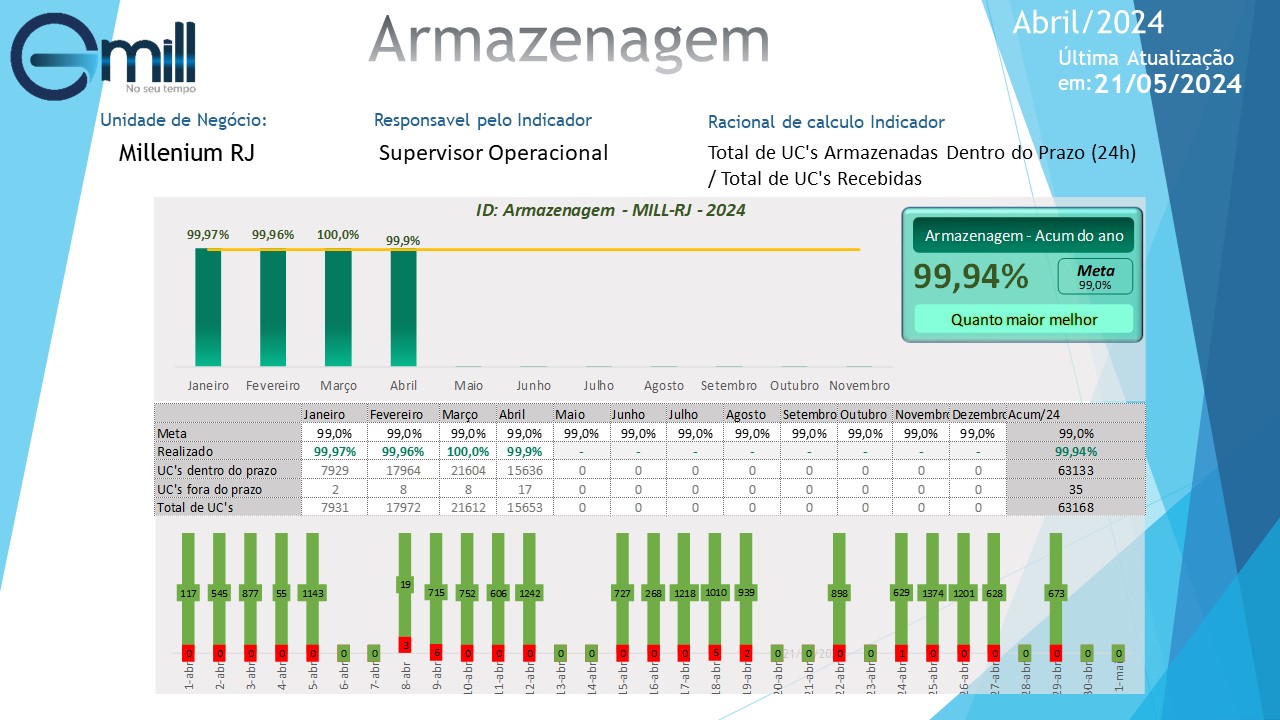 Gmill
No seu tempo
Armazenagem
Abril/2024
Última Atualização
em: 21/05/2024
Unidade de Negócio:
Millenium RJ
Responsavel pelo Indicador
Supervisor Operacional
Racional de calculo Indicador
Total de UC's Armazenadas Dentro do Prazo (24h)
/ Total de UC's Recebidas
ID: Armazenagem - MILL-RJ - 2024
99,97% 99,96% 100,0% 99,9%
Janeiro Fevereiro Março Abril Maio Junho Julho Agosto Setembro Outubro Novembro
Armazenagem - Acum do ano
99,94%
Meta
99,0%
Quanto maior melhor
Janeiro Fevereiro Março Abril Maio Junho Julho Agosto Setembro Outubro Novembro Dezembro Acum/24
Meta 99,0% 99,0% 99,0% 99,0% 99,0% 99,0% 99,0% 99,0% 99,0% 99,0% 99,0% 99,0% 99,0%
Realizado 99,97% 99,96% 100,0% 99,9% - - - - - - - - 99,94%
UC's dentro do prazo 7929 17964 21604 15636 0 0 0 0 0 0 0 0 63133
UC's fora do prazo 2 8 8 17 0 0 0 0 0 0 0 0 35
Total de UC's 7931 17972 21612 15653 0 0 0 0 0 0 0 0 63168
117 545 877 55 1143 19 715 752 606 1242 727 268 1218 1010 939 898 629 1374 1201 628 673
0 0 0 0 0 0 0 3 6 0 0 0 0 0 0 0 0 5 2 0 0 0 0 1 0 0 0 0 0 0 0
1-abr 2-abr 3-abr 4-abr 5-abr 6-abr 7-abr 8-abr 9-abr 10-abr 11-abr 12-abr 13-abr 14-abr 15-abr 16-abr 17-abr 18-abr 19-abr 20-abr 21-abr 22-abr 23-abr 24-abr 25-abr 26-abr 27-abr 28-abr 29-abr 30-abr 1-mai